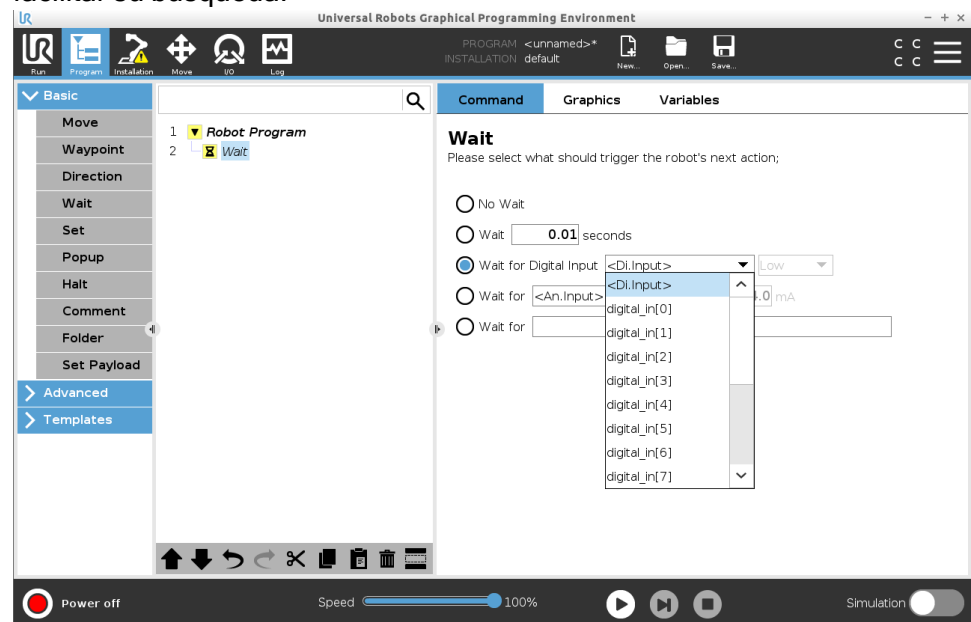 facilitar su búsqueda.
Universal Robots Graphical Programming Environment
PROGRAM <unnamed>*
INSTALLATION default
Run
Program
Installation
Move
I/O
Log
New...
Open...
Save...
C C
C C
Basic
Move
Waypoint
Direction
Wait
Set
Popup
Halt
Comment
Folder
Set Payload
Advanced
Templates
1 Robot Program
2 Wait
Command Graphics Variables
Wait
Please select what should trigger the robot's next action;
No Wait
Wait 0.01 seconds
Wait for Digital Input <Di.Input> Low
Wait for <An.Input> .0 mA
Wait for
<Di.Input>
digital_in[0]
digital_in[1]
digital_in[2]
digital_in[3]
digital_in[4]
digital_in[5]
digital_in[6]
digital_in[7]
Power off
Speed 100%
Simulation